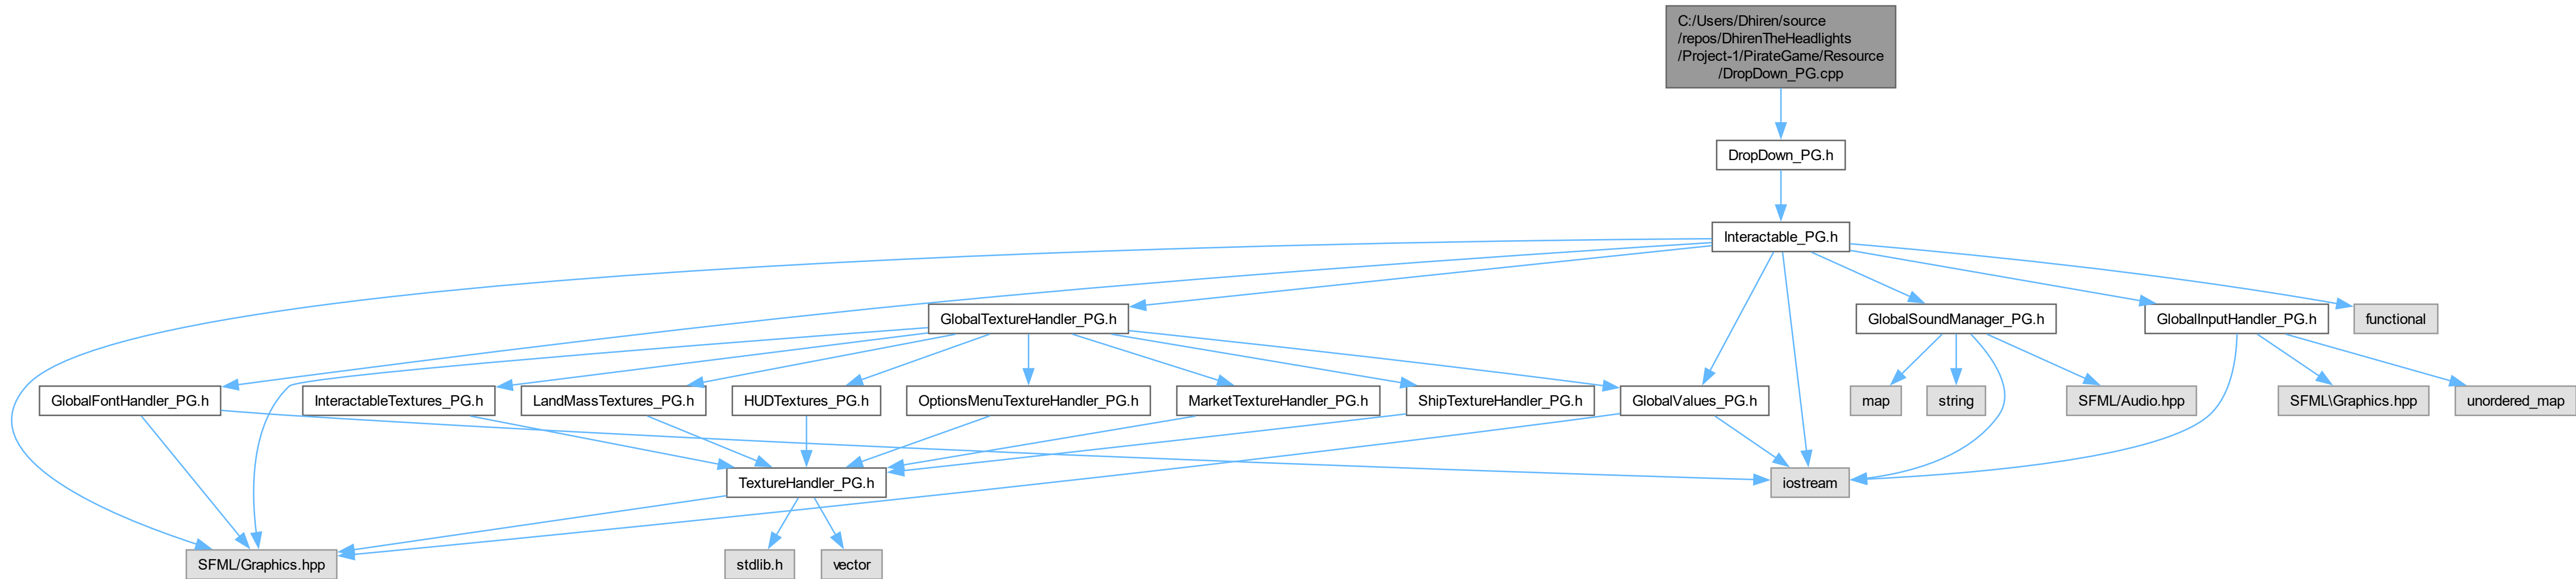 C:/Users/Dhiren/source
/repos/DhirenTheHeadlights
/Project-1/PirateGame/Resource
/DropDown_PG.cpp
DropDown_PG.h
Interactable_PG.h
GlobalTextureHandler_PG.h
GlobalSoundManager_PG.h
GlobalInputHandler_PG.h
functional
GlobalFontHandler_PG.h
InteractableTextures_PG.h
LandMassTextures_PG.h
HUDTextures_PG.h
OptionsMenuTextureHandler_PG.h
MarketTextureHandler_PG.h
ShipTextureHandler_PG.h
GlobalValues_PG.h
map
string
SFML/Audio.hpp
SFML\Graphics.hpp
unordered_map
TextureHandler_PG.h
iostream
SFML/Graphics.hpp
stdlib.h
vector